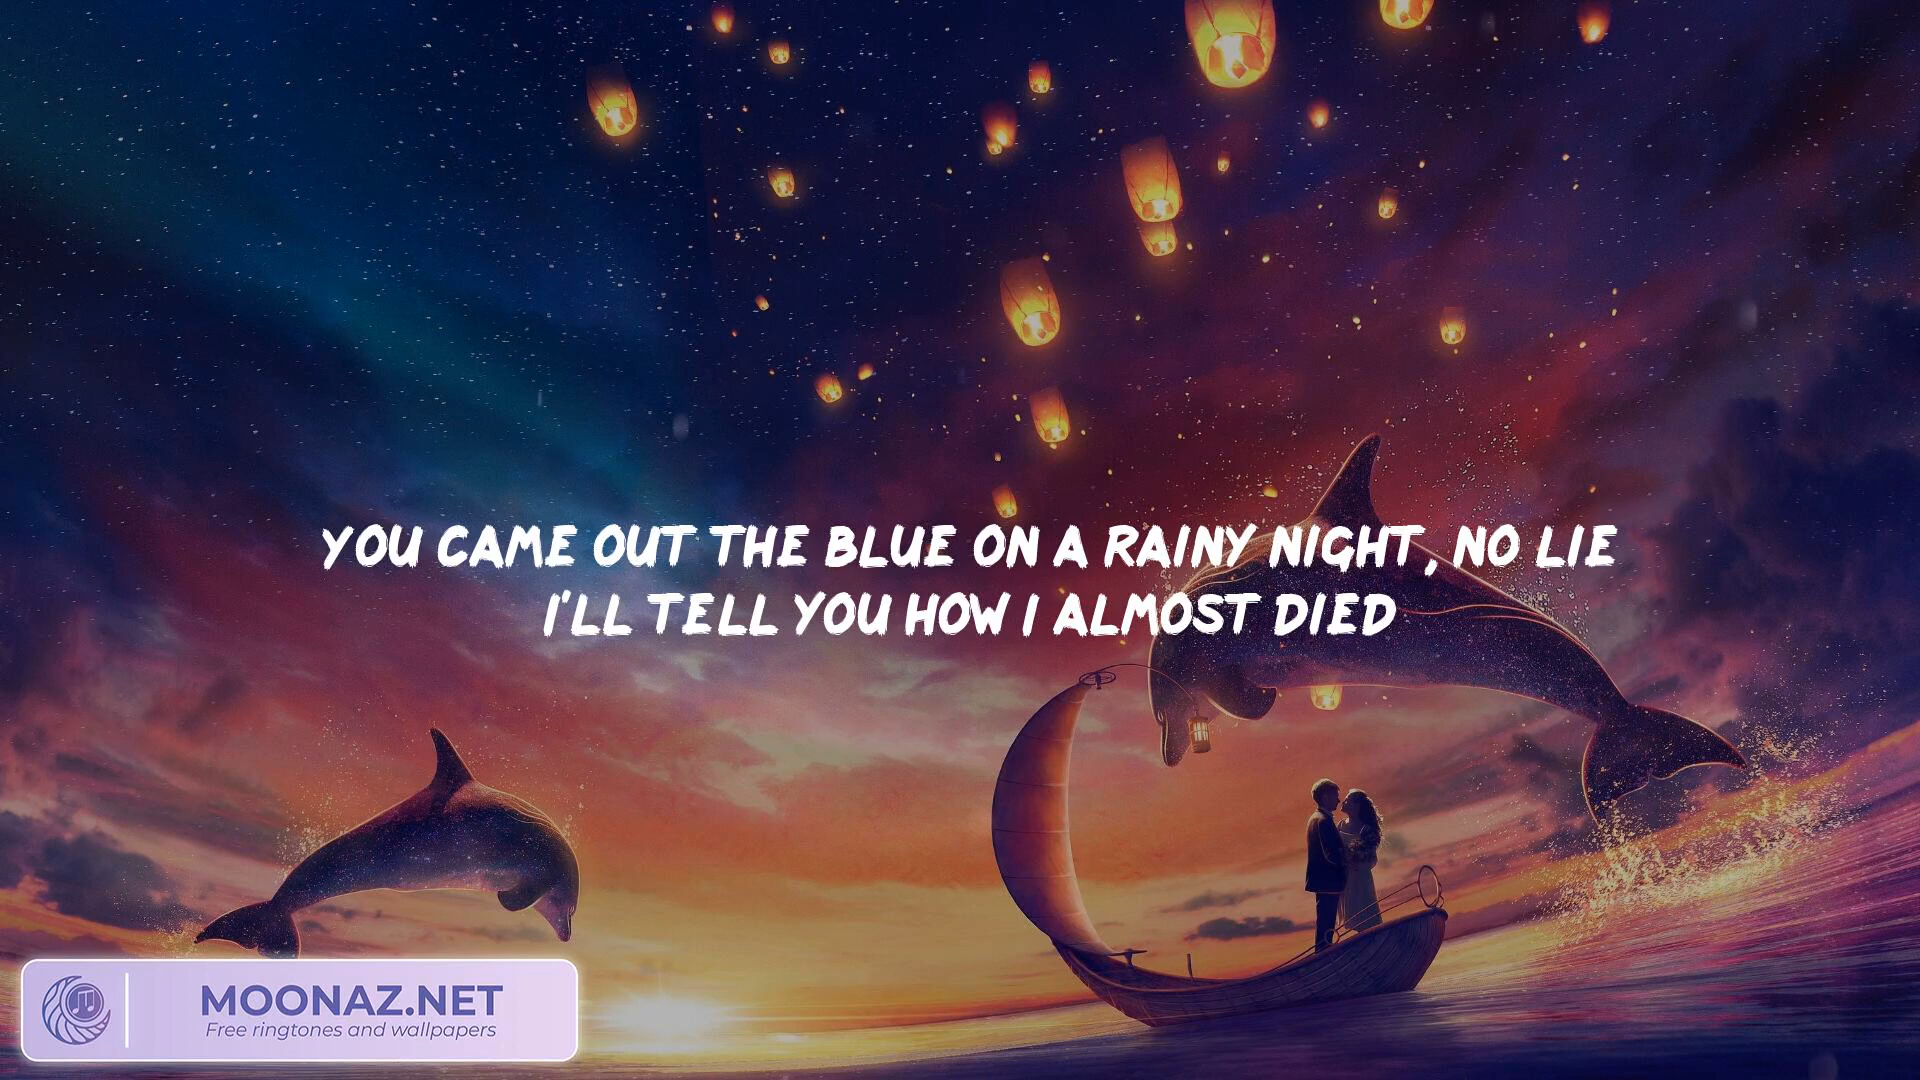 YOU CAME OUT THE BLUE ON A RAINY NIGHT, NO LIE
I'LL TELL YOU HOW I ALMOST DIED
MOONAZ.NET
Free ringtones and wallpapers